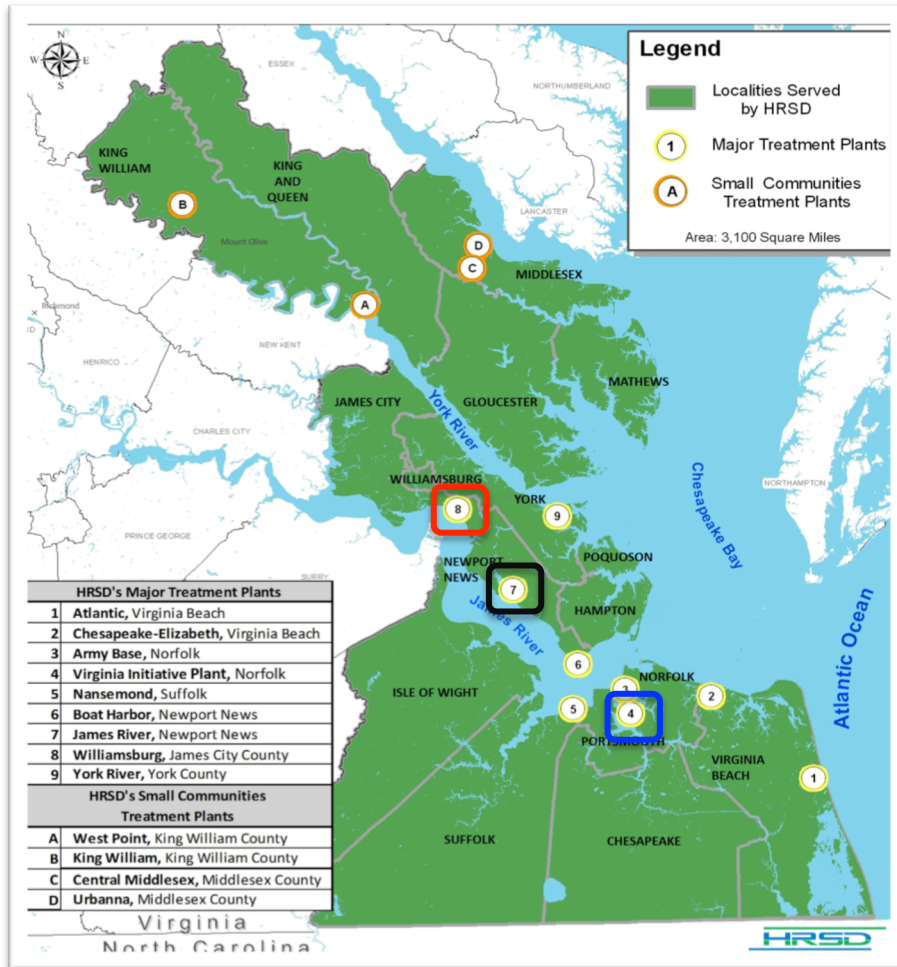 N
W E
S
ESSEX
NORTHUMBERLAND
KING
WILLIAM
KING
AND
QUEEN
B
Mount Olive
LANCASTER
D
C
MIDDLESEX
A
Richmond
NEW KENT
HENRICO
MATHEWS
JAMES CITY
GLOUCESTER
York River
CHARLES CITY
Chesapeake Bay
WILLIAMSBURG
NORTHAMPTON
8
YORK
9
PRINCE GEORGE
POQUOSON
NEWPORT
NEWS
SURRY
7
HAMPTON
James River
Atlantic Ocean
6
ISLE OF WIGHT
NORFOLK
3
2
5
4
PORTSMOUTH
VIRGINIA
BEACH
1
SUFFOLK
CHESAPEAKE
Legend
Localities Served
by HRSD
1 Major Treatment Plants
A Small Communities
Treatment Plants
Area: 3,100 Square Miles
HRSD's Major Treatment Plants
1 Atlantic, Virginia Beach
2 Chesapeake-Elizabeth, Virginia Beach
3 Army Base, Norfolk
4 Virginia Initiative Plant, Norfolk
5 Nansemond, Suffolk
6 Boat Harbor, Newport News
7 James River, Newport News
8 Williamsburg, James City County
9 York River, York County
HRSD's Small Communities
Treatment Plants
A West Point, King William County
B King William, King William County
C Central Middlesex, Middlesex County
D Urbanna, Middlesex County
Virginia
North Carolina
HRSD